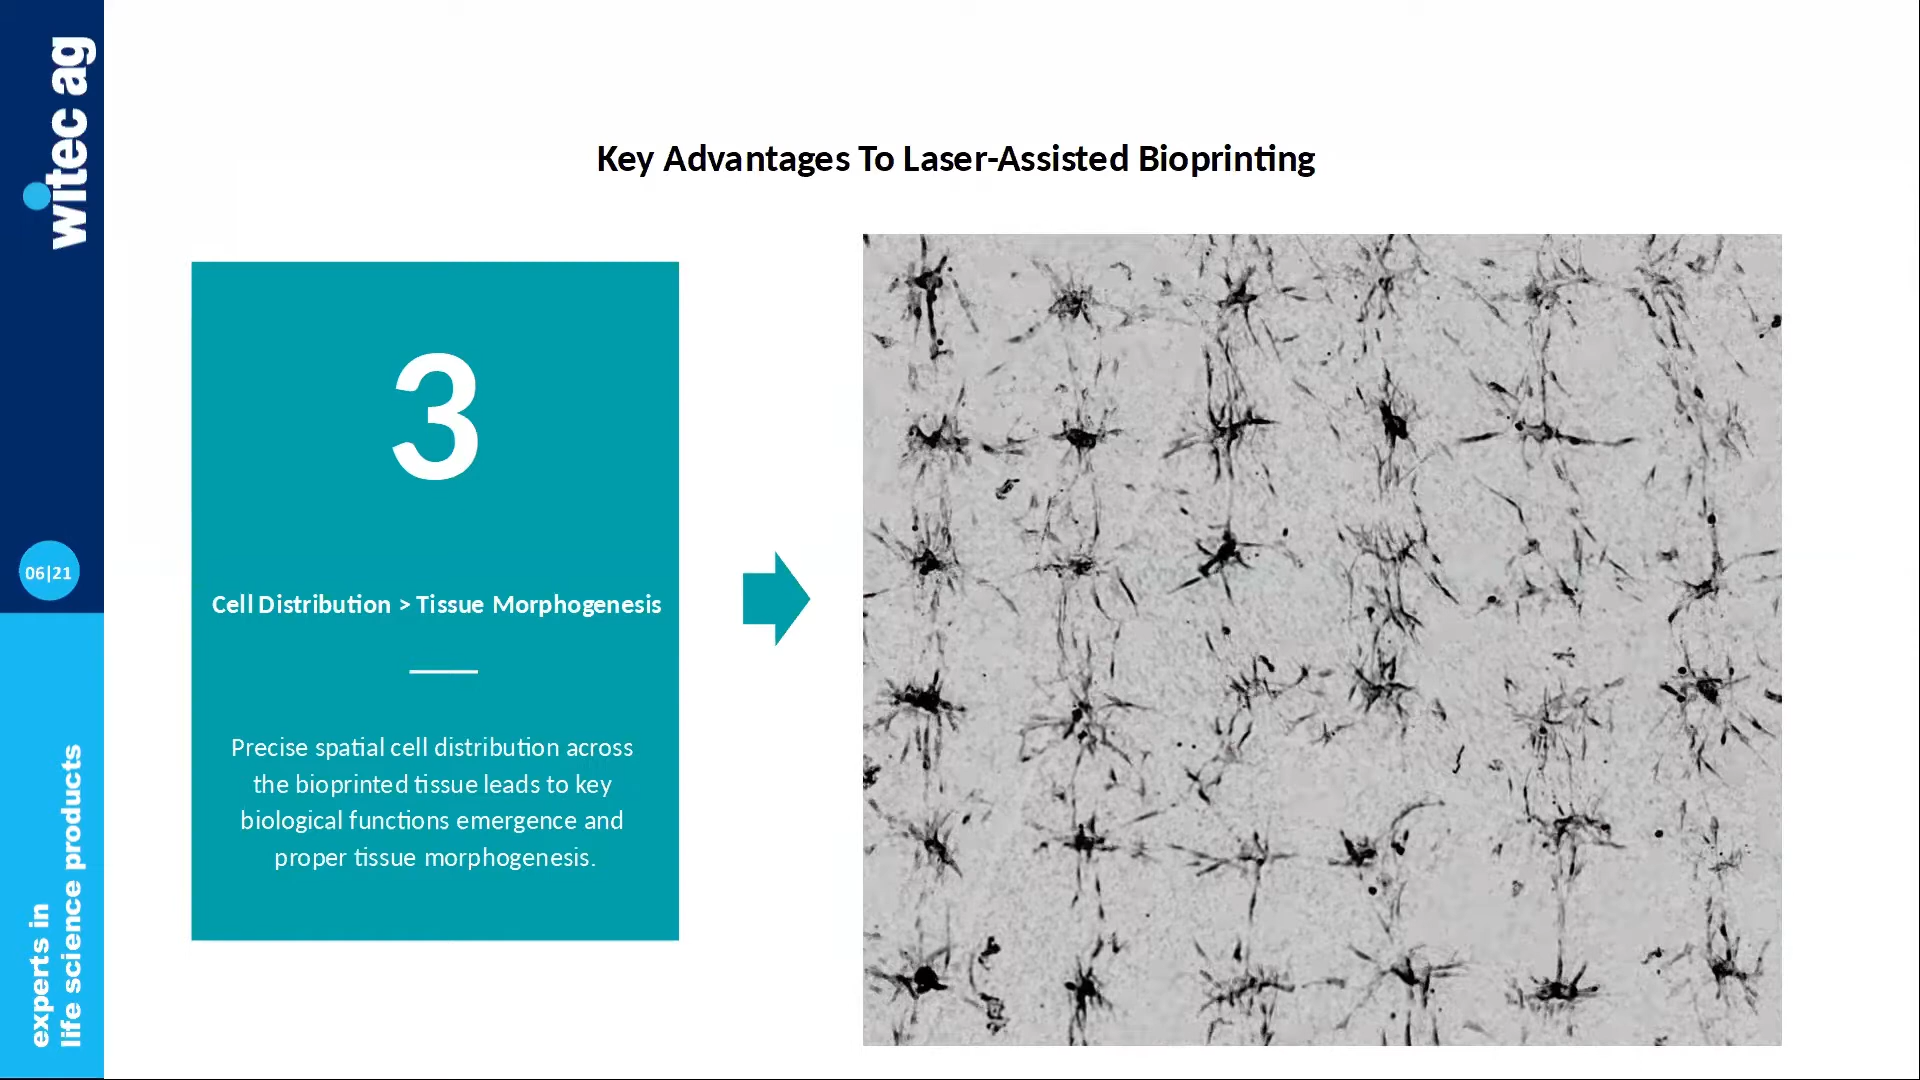 witec ag
06|21
experts in
life science products
Key Advantages To Laser-Assisted Bioprinting
3
Cell Distribution > Tissue Morphogenesis
Precise spatial cell distribution across
the bioprinted tissue leads to key
biological functions emergence and
proper tissue morphogenesis.